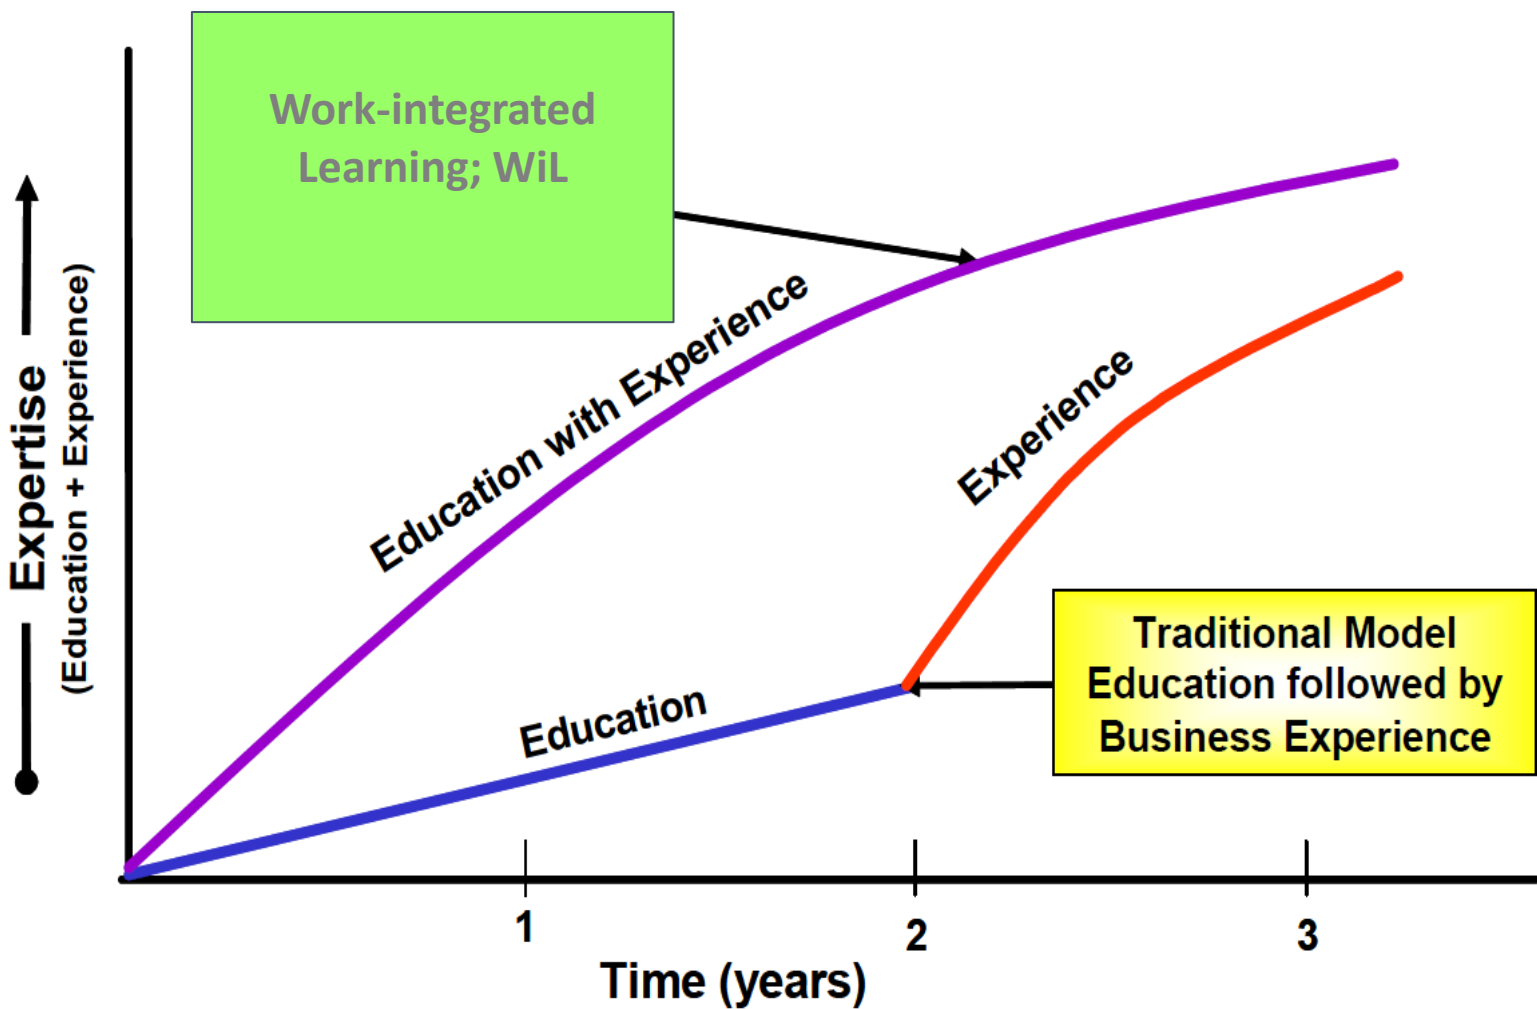 Work-integrated
Learning; WiL
Expertise
(Education + Experience)
Education with Experience
Experience
Education
Traditional Model
Education followed by
Business Experience
1
2
3
Time (years)